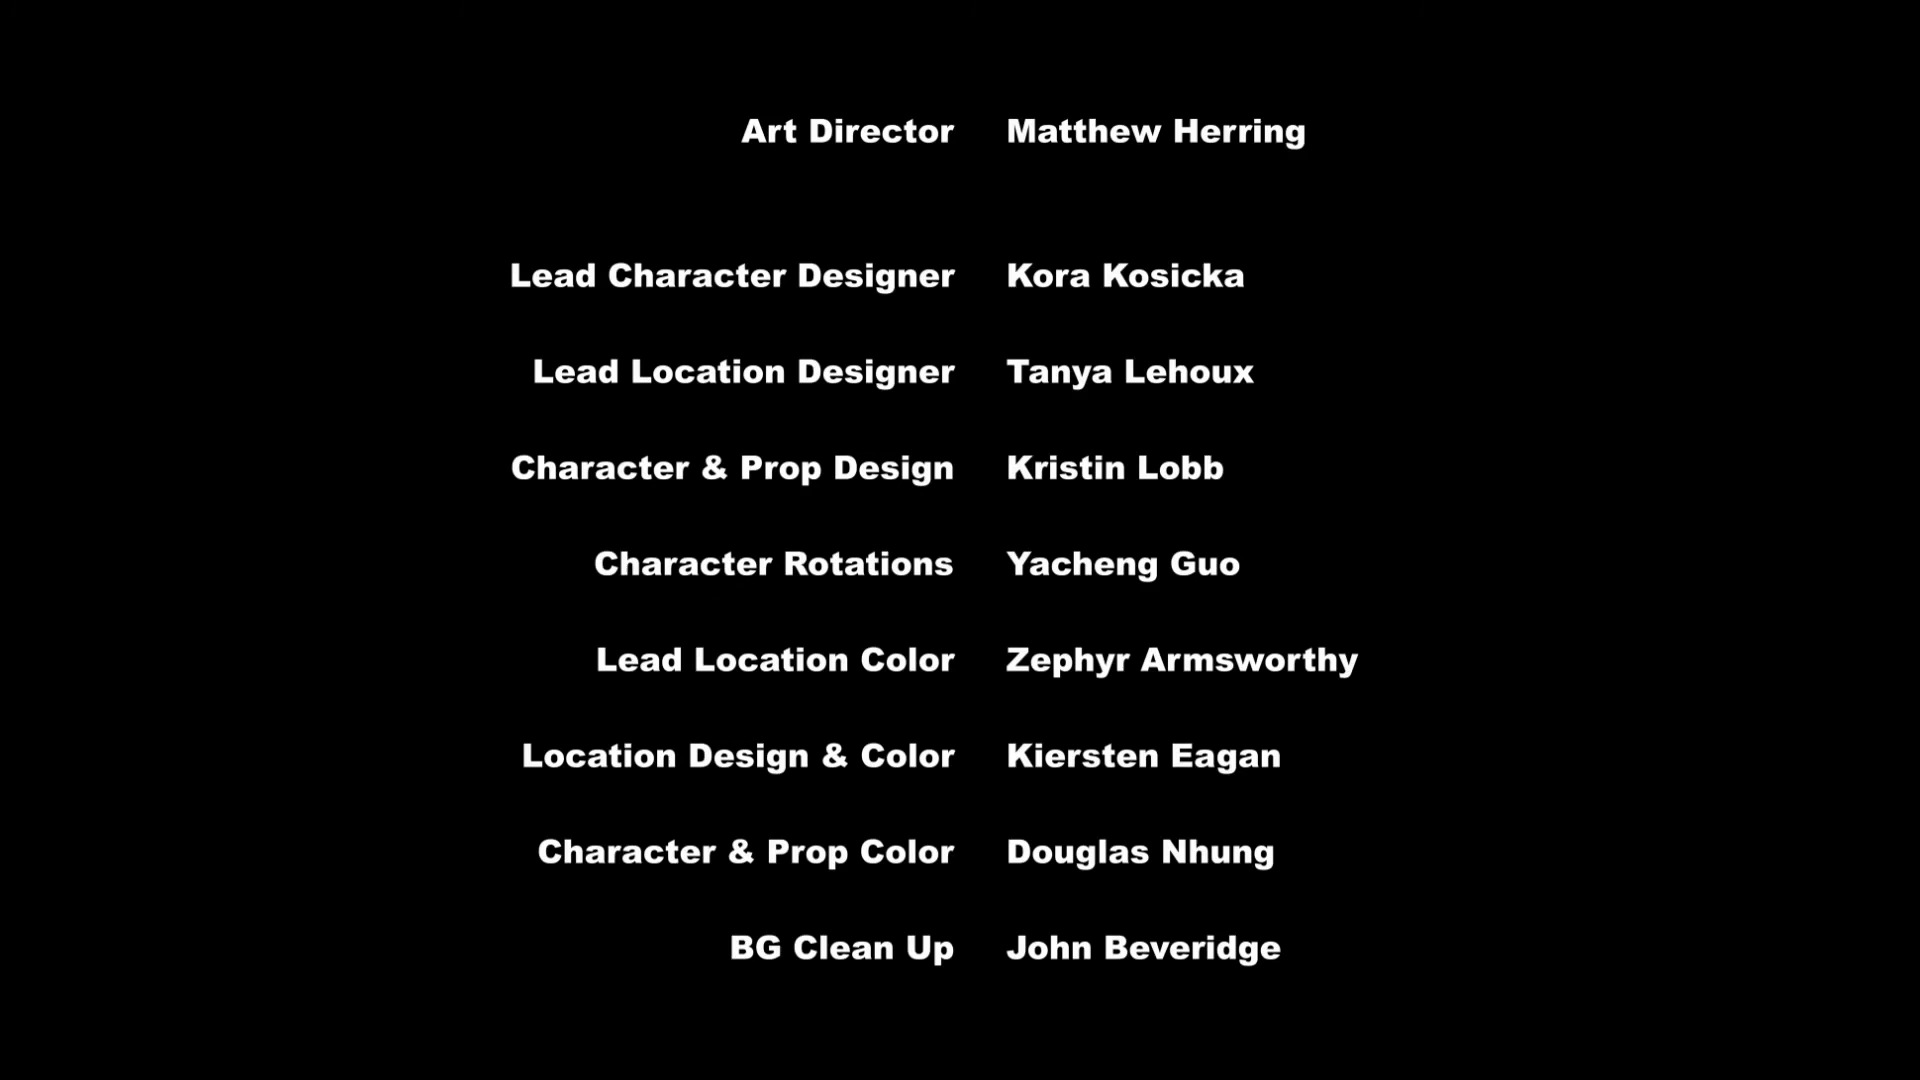 Art Director Matthew Herring
Lead Character Designer Kora Kosicka
Lead Location Designer Tanya Lehoux
Character & Prop Design Kristin Lobb
Character Rotations Yacheng Guo
Lead Location Color Zephyr Armsworthy
Location Design & Color Kiersten Eagan
Character & Prop Color Douglas Nhung
BG Clean Up John Beveridge